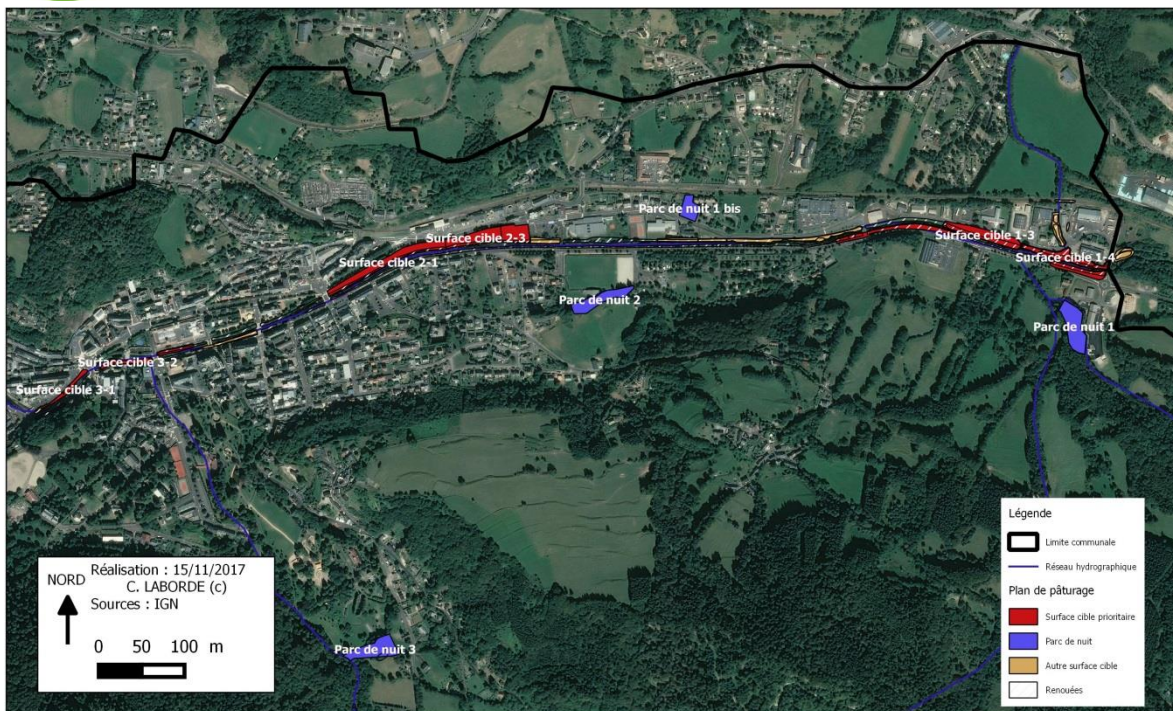 Parc de nuit 1 bis
Surface cible 2-3
Surface cible 1-3
Surface cible 2-1
Surface cible 1-4
Parc de nuit 2
Parc de nuit 1
Surface cible 3-2
Surface cible 3-1
Parc de nuit 3
NORD
Réalisation : 15/11/2017
C. LABORDE (c)
Sources : IGN
0 50 100 m
Légende
Limite communale
Réseau hydrographique
Plan de pâturage
Surface cible prioritaire
Parc de nuit
Autre surface cible
Renouées